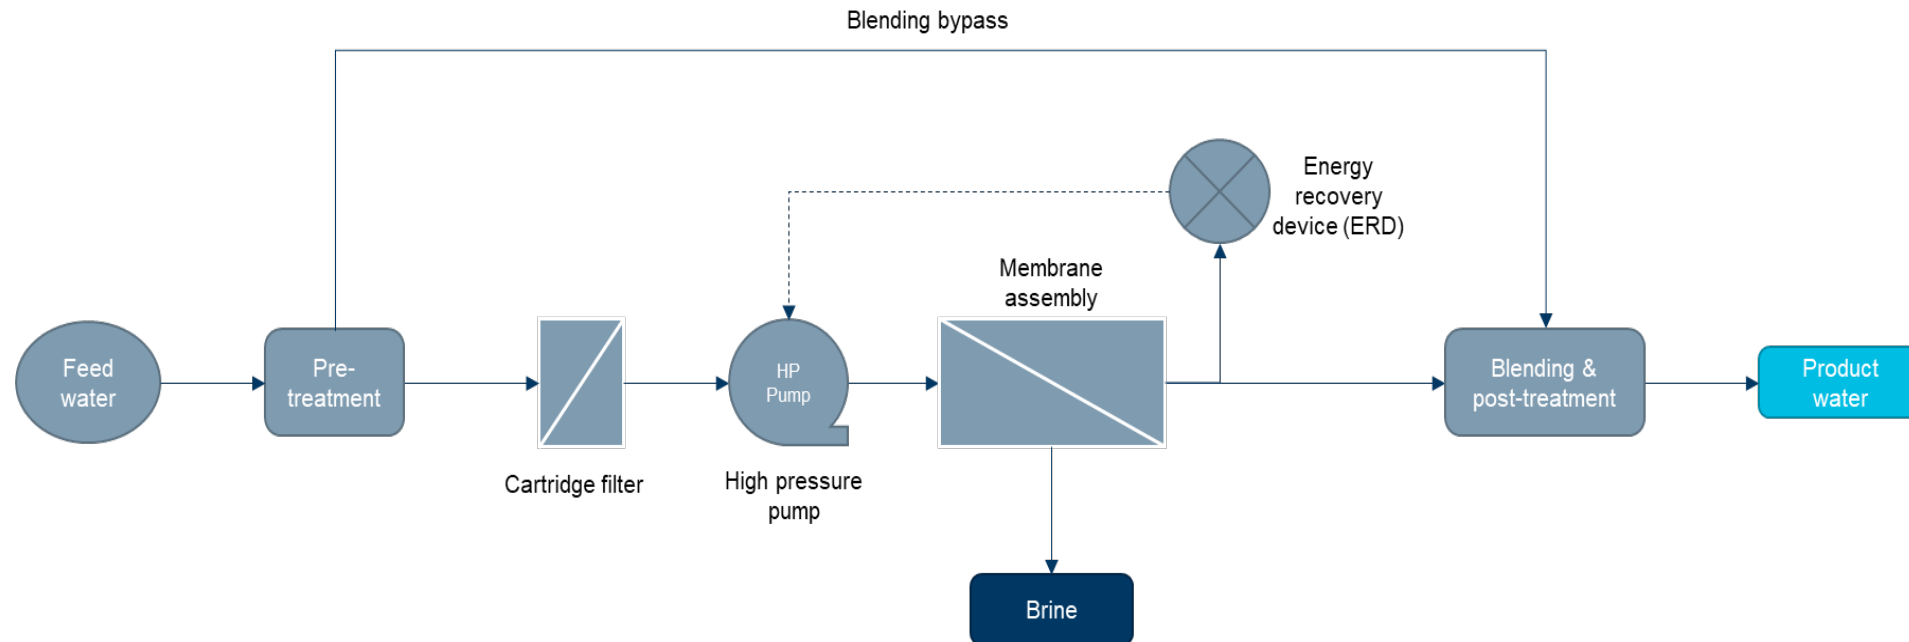 Blending bypass
Energy
recovery
device (ERD)
Membrane
assembly
Feed
water
Pre-
treatment
HP
Pump
Blending &
post-treatment
Product
water
Cartridge filter
High pressure
pump
Brine